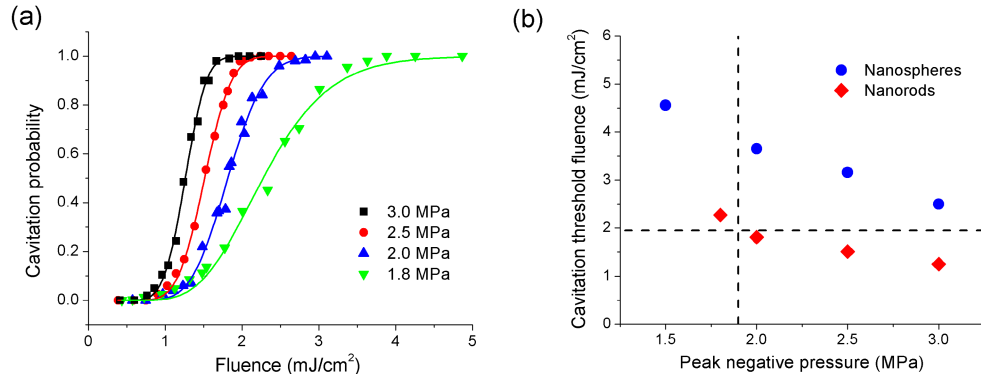 (a)
Cavitation probability
1.0
0.8
0.6
0.4
0.2
0.0
3.0 MPa
2.5 MPa
2.0 MPa
1.8 MPa
0 1 2 3 4 5
Fluence (mJ/cm²)
(b)
Cavitation threshold fluence (mJ/cm²)
6
5
4
3
2
1
0
Nanospheres
Nanorods
1.5 2.0 2.5 3.0
Peak negative pressure (MPa)